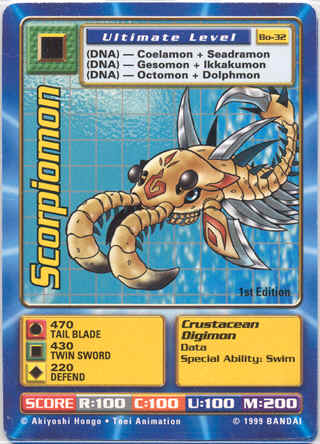 Ultimate Level
Bo-32
(DNA) — Coelamon + Seadramon
(DNA) — Gesomon + Ikkakumon
(DNA) — Octomon + Dolphmon
Scorpiomon
1st Edition
470
TAIL BLADE
430
TWIN SWORD
220
DEFEND
Crustacean
Digimon
Data
Special Ability: Swim
SCORE R:100 C:100 U:100 M:200
© Akiyoshi Hongo • Toei Animation © 1999 BANDAI